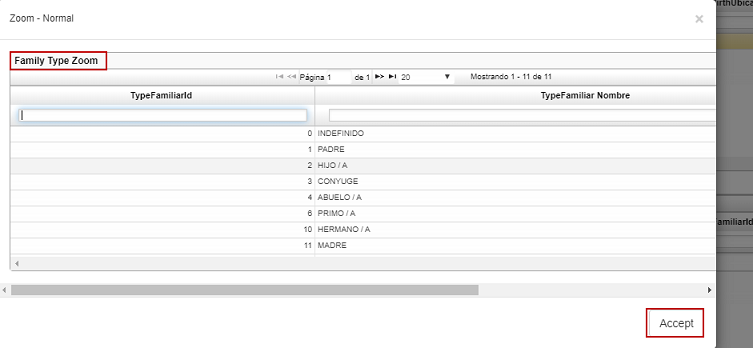 Zoom - Normal ×
Family Type Zoom
Página 1 de 1 20 Mostrando 1 - 11 de 11
TypeFamiliarId TypeFamiliar Nombre
0 INDEFINIDO
1 PADRE
2 HIJO / A
3 CONYUGE
4 ABUELO / A
6 PRIMO / A
10 HERMANO / A
11 MADRE
Accept
irthUbica
amiliarId